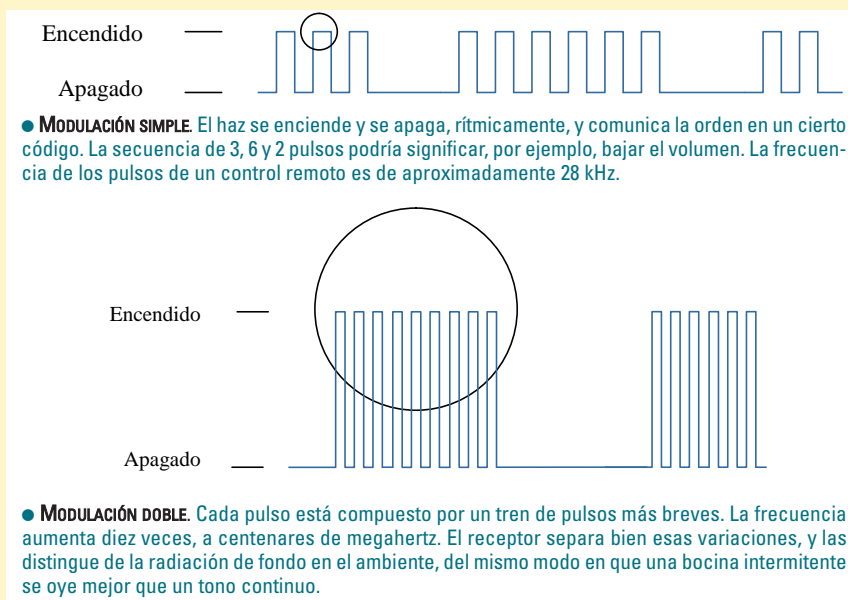 Encendido
Apagado
● MODULACIÓN SIMPLE. El haz se enciende y se apaga, rítmicamente, y comunica la orden en un cierto
código. La secuencia de 3, 6 y 2 pulsos podría significar, por ejemplo, bajar el volumen. La frecuen-
cia de los pulsos de un control remoto es de aproximadamente 28 kHz.
Encendido
Apagado
● MODULACIÓN DOBLE. Cada pulso está compuesto por un tren de pulsos más breves. La frecuencia
aumenta diez veces, a centenares de megahertz. El receptor separa bien esas variaciones, y las
distingue de la radiación de fondo en el ambiente, del mismo modo en que una bocina intermitente
se oye mejor que un tono continuo.